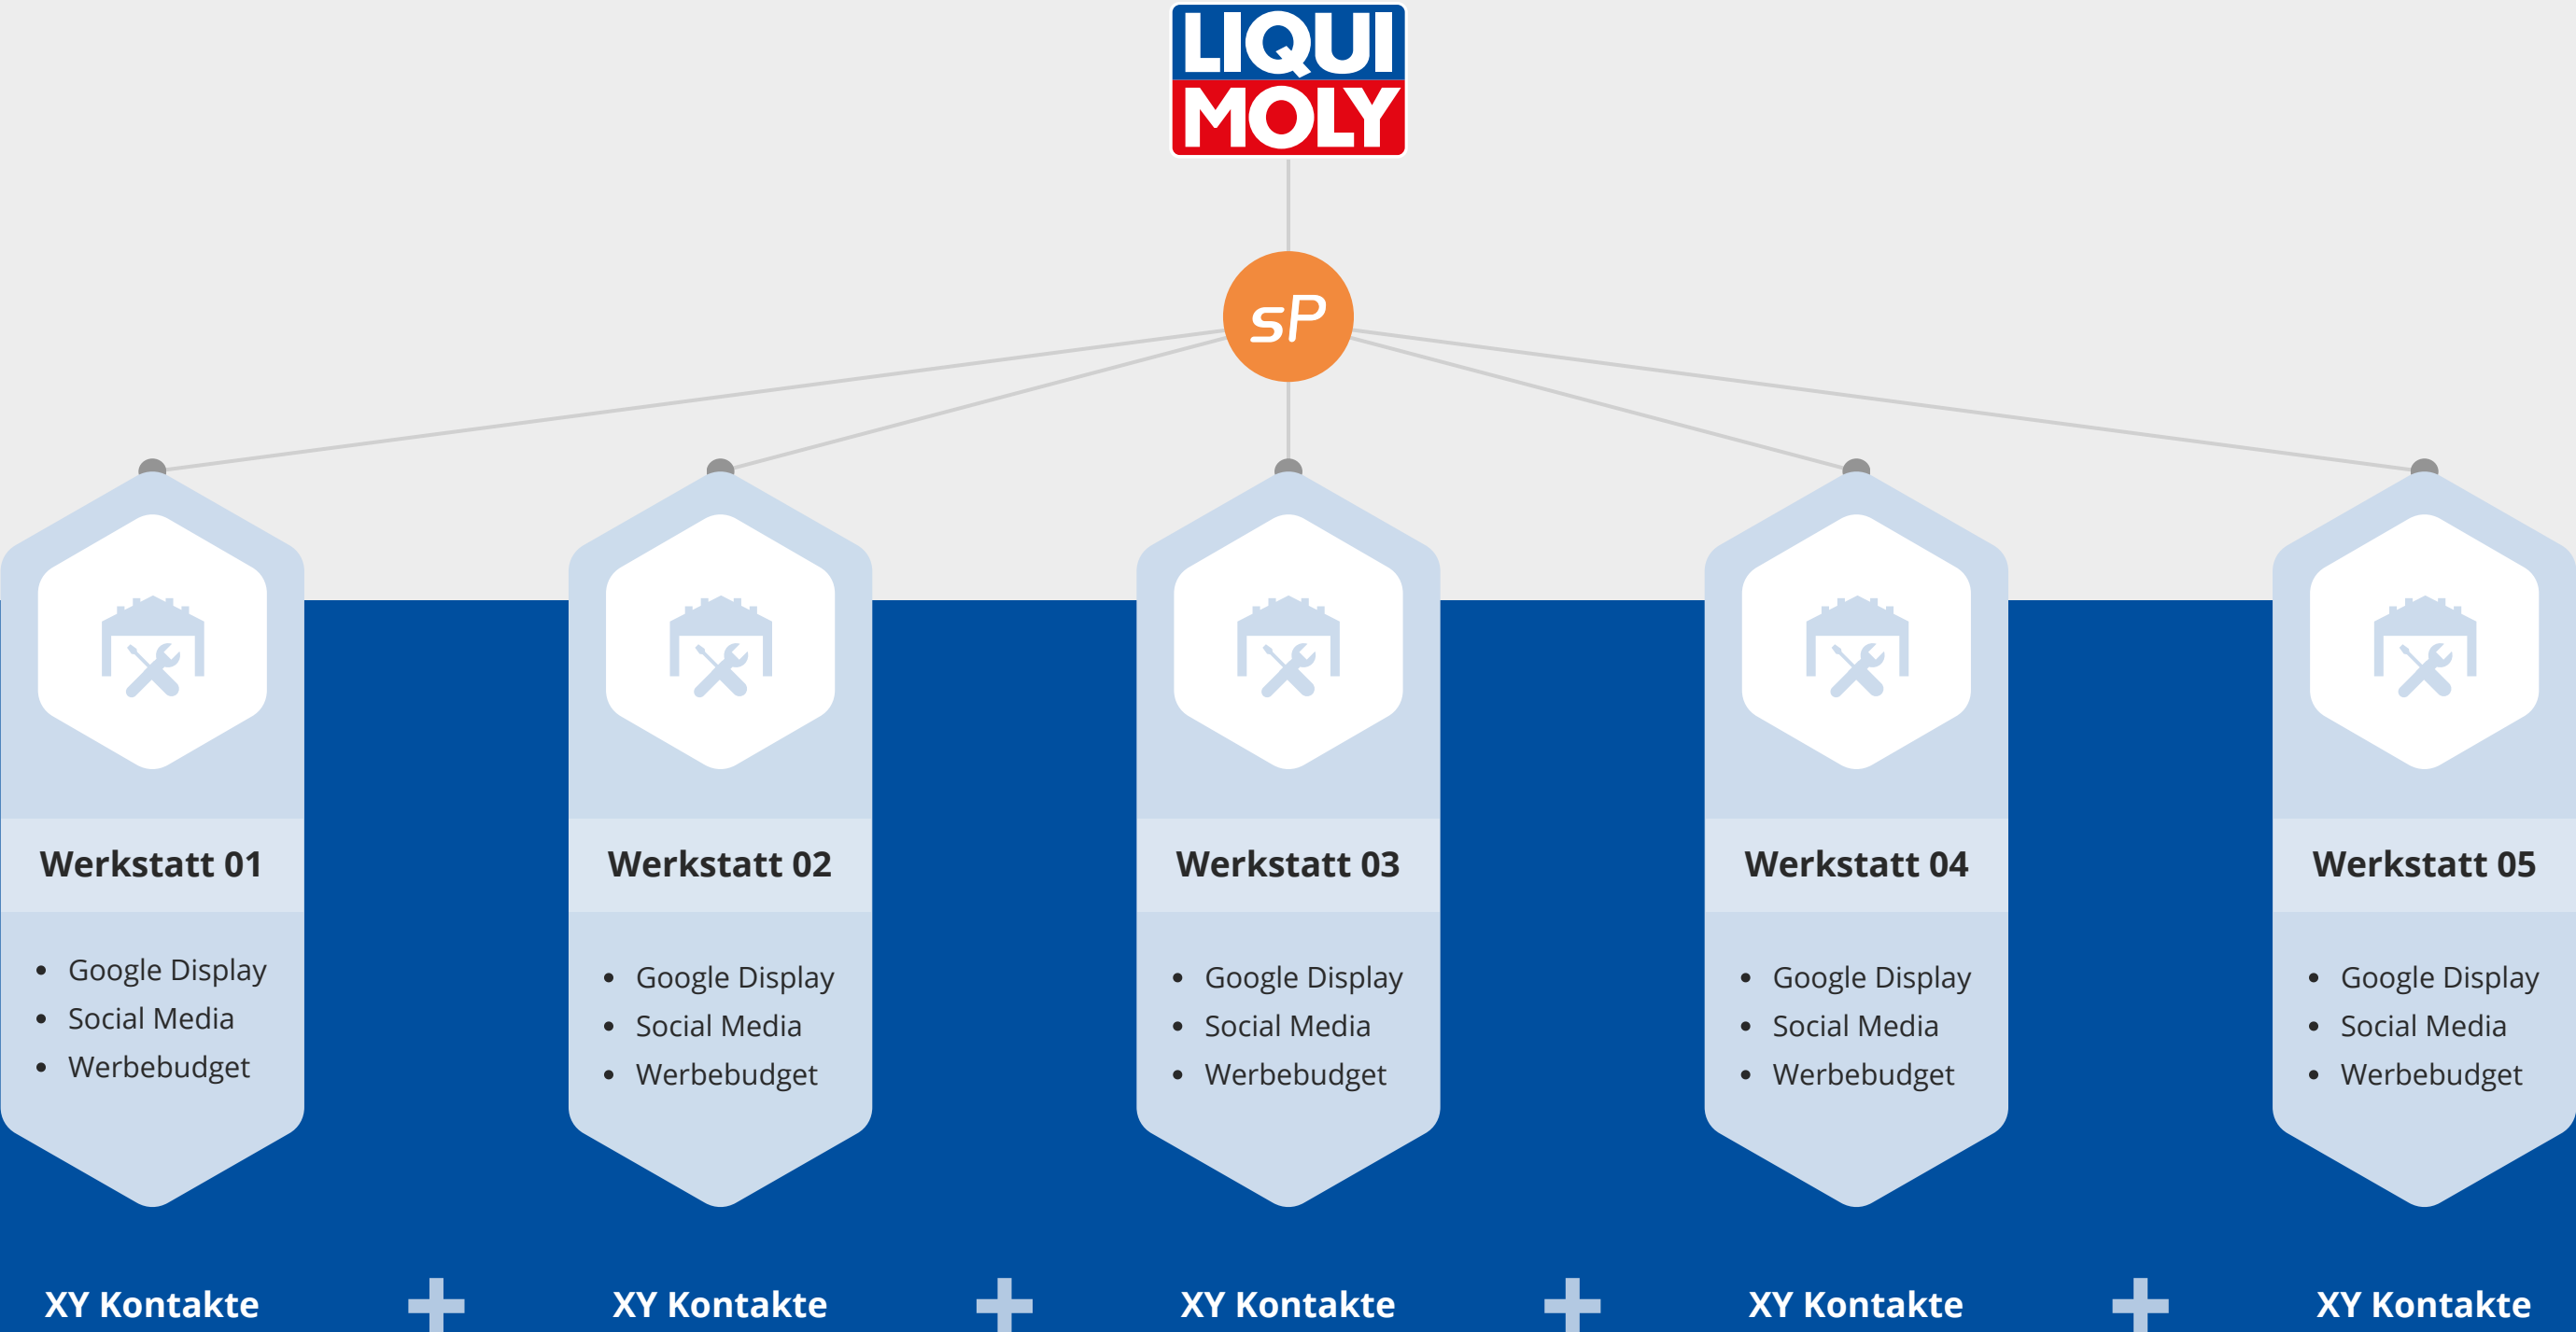 LIQUI
MOLY
sP
Werkstatt 01
• Google Display
• Social Media
• Werbebudget
XY Kontakte
+
Werkstatt 02
• Google Display
• Social Media
• Werbebudget
XY Kontakte
+
Werkstatt 03
• Google Display
• Social Media
• Werbebudget
XY Kontakte
+
Werkstatt 04
• Google Display
• Social Media
• Werbebudget
XY Kontakte
+
Werkstatt 05
• Google Display
• Social Media
• Werbebudget
XY Kontakte